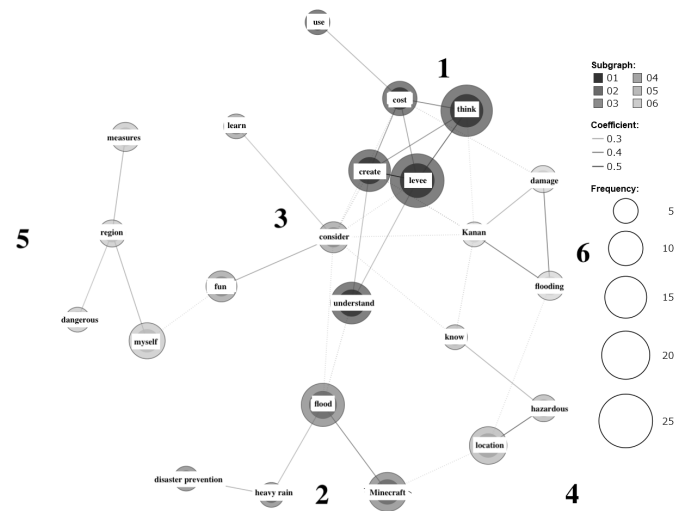 use
1
Subgraph:
01 04
02 05
03 06
cost
think
Coefficient:
0.3
0.4
0.5
learn
measures
create
levee
damage
Frequency:
5
3
5
region
consider
Kanan
6
10
fun
flooding
understand
15
dangerous
myself
know
20
flood
hazardous
25
location
disaster prevention
heavy rain
2
Minecraft
4